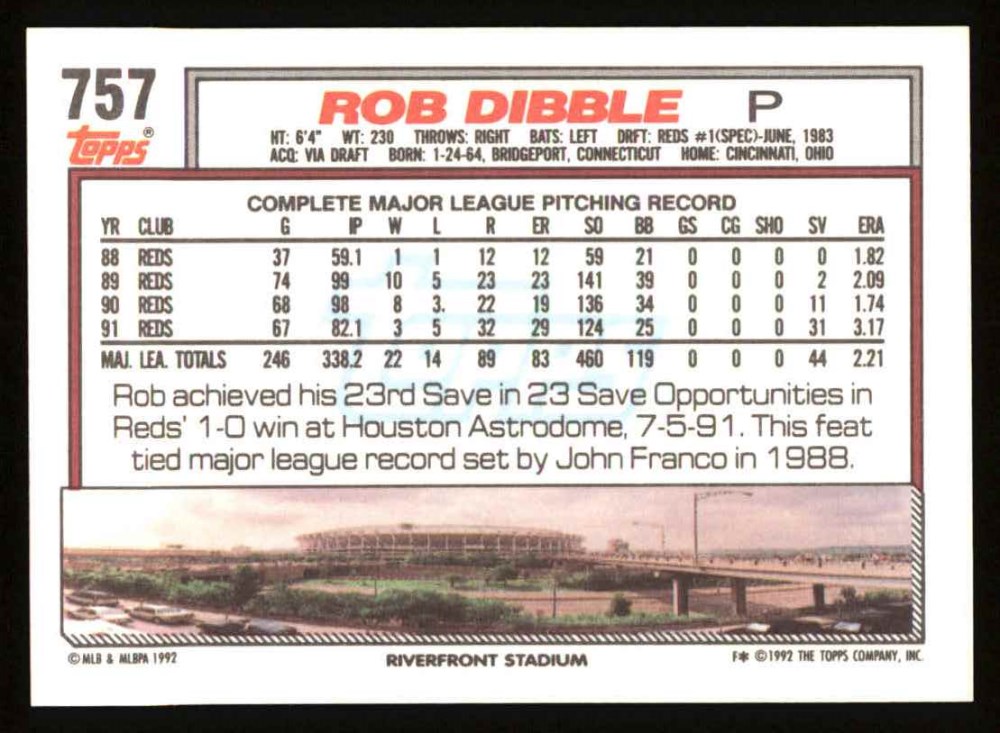 757
Topps®
ROB DIBBLE P
HT: 6'4" WT: 230 THROWS: RIGHT BATS: LEFT DRFT: REDS #1(SPEC)-JUNE, 1983
ACQ: VIA DRAFT BORN: 1-24-64, BRIDGEPORT, CONNECTICUT HOME: CINCINNATI, OHIO
COMPLETE MAJOR LEAGUE PITCHING RECORD
YR CLUB G IP W L R ER SO BB GS CG SHO SV ERA
88 REDS 37 59.1 1 1 12 12 59 21 0 0 0 0 1.82
89 REDS 74 99 10 5 23 23 141 39 0 0 0 2 2.09
90 REDS 68 98 8 3. 22 19 136 34 0 0 0 11 1.74
91 REDS 67 82.1 3 5 32 29 124 25 0 0 0 31 3.17
MAJ. LEA. TOTALS 246 338.2 22 14 89 83 460 119 0 0 0 44 2.21
Rob achieved his 23rd Save in 23 Save Opportunities in
Reds' 1-0 win at Houston Astrodome, 7-5-91. This feat
tied major league record set by John Franco in 1988.
© MLB & MLBPA 1992
RIVERFRONT STADIUM
F* ©1992 THE TOPPS COMPANY, INC.